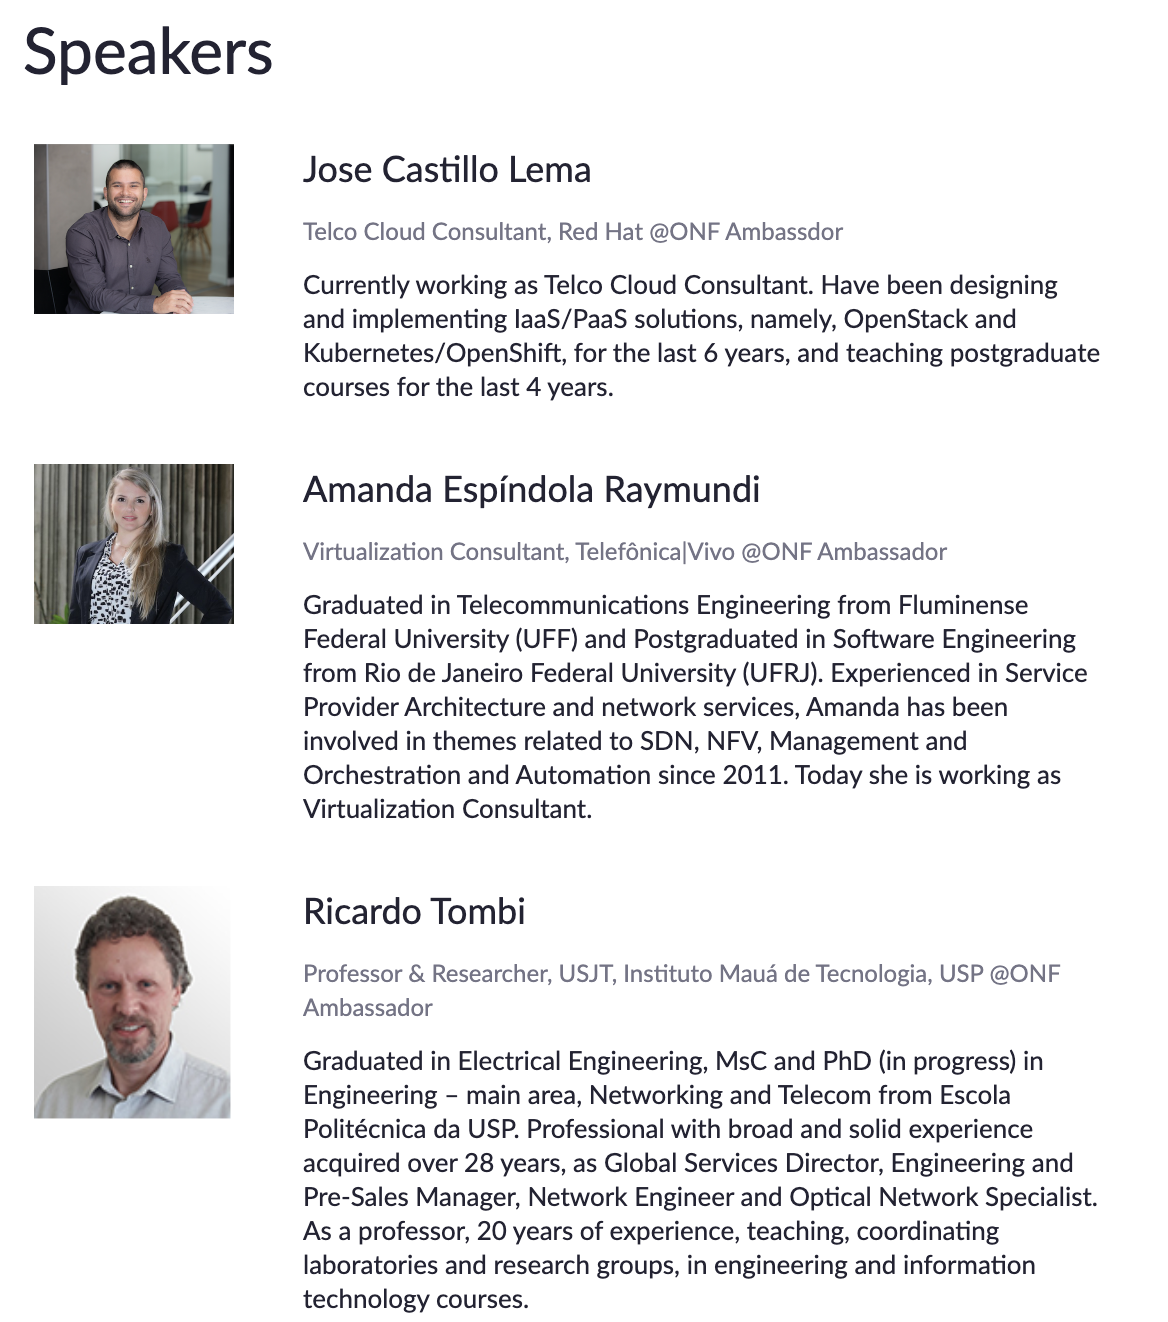 Speakers
Jose Castillo Lema
Telco Cloud Consultant, Red Hat @ONF Ambassdor
Currently working as Telco Cloud Consultant. Have been designing
and implementing IaaS/PaaS solutions, namely, OpenStack and
Kubernetes/OpenShift, for the last 6 years, and teaching postgraduate
courses for the last 4 years.
Amanda Espíndola Raymundi
Virtualization Consultant, Telefônica|Vivo @ONF Ambassador
Graduated in Telecommunications Engineering from Fluminense
Federal University (UFF) and Postgraduated in Software Engineering
from Rio de Janeiro Federal University (UFRJ). Experienced in Service
Provider Architecture and network services, Amanda has been
involved in themes related to SDN, NFV, Management and
Orchestration and Automation since 2011. Today she is working as
Virtualization Consultant.
Ricardo Tombi
Professor & Researcher, USJT, Instituto Mauá de Tecnologia, USP @ONF
Ambassador
Graduated in Electrical Engineering, MsC and PhD (in progress) in
Engineering – main area, Networking and Telecom from Escola
Politécnica da USP. Professional with broad and solid experience
acquired over 28 years, as Global Services Director, Engineering and
Pre-Sales Manager, Network Engineer and Optical Network Specialist.
As a professor, 20 years of experience, teaching, coordinating
laboratories and research groups, in engineering and information
technology courses.